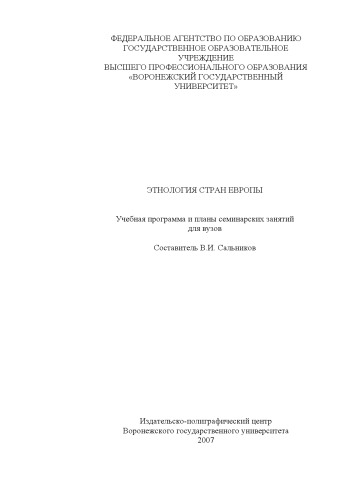 ФЕДЕРАЛЬНОЕ АГЕНТСТВО ПО ОБРАЗОВАНИЮ
ГОСУДАРСТВЕННОЕ ОБРАЗОВАТЕЛЬНОЕ
УЧРЕЖДЕНИЕ
ВЫСШЕГО ПРОФЕССИОНАЛЬНОГО ОБРАЗОВАНИЯ
«ВОРОНЕЖСКИЙ ГОСУДАРСТВЕННЫЙ
УНИВЕРСИТЕТ»
ЭТНОЛОГИЯ СТРАН ЕВРОПЫ
Учебная программа и планы семинарских занятий
для вузов
Составитель В.И. Сальников
Издательско-полиграфический центр
Воронежского государственного университета
2007